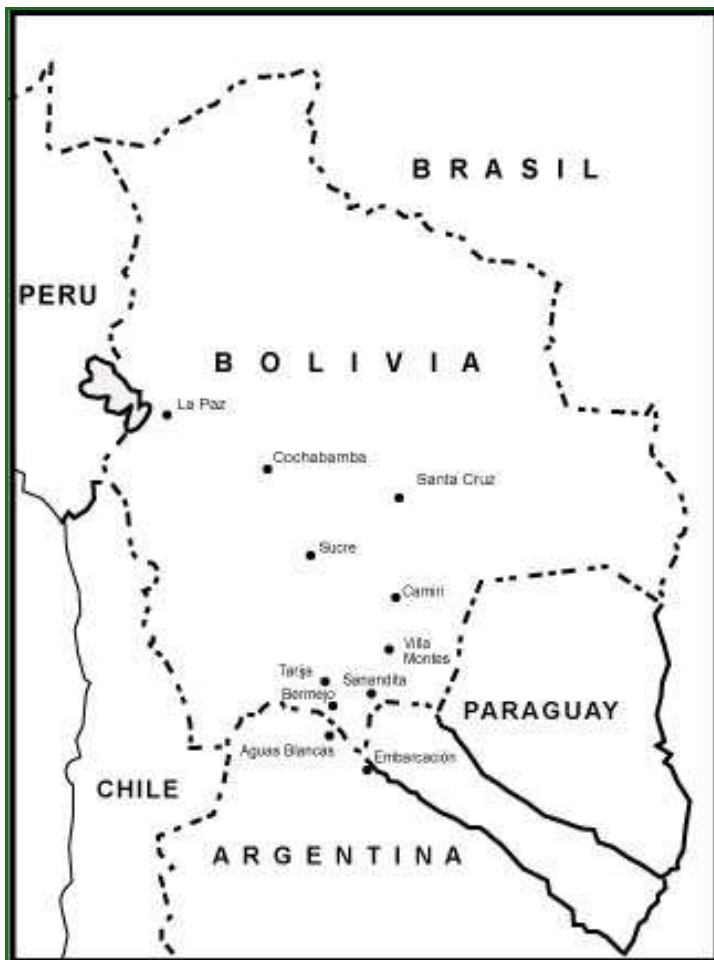 BRASIL
PERU
BOLIVIA
La Paz
Cochabamba
Santa Cruz
Sucre
Camiri
Villa
Montes
Tarija
Sanandita
Bermejo
PARAGUAY
Aguas Blancas
Embarcación
CHILE
ARGENTINA